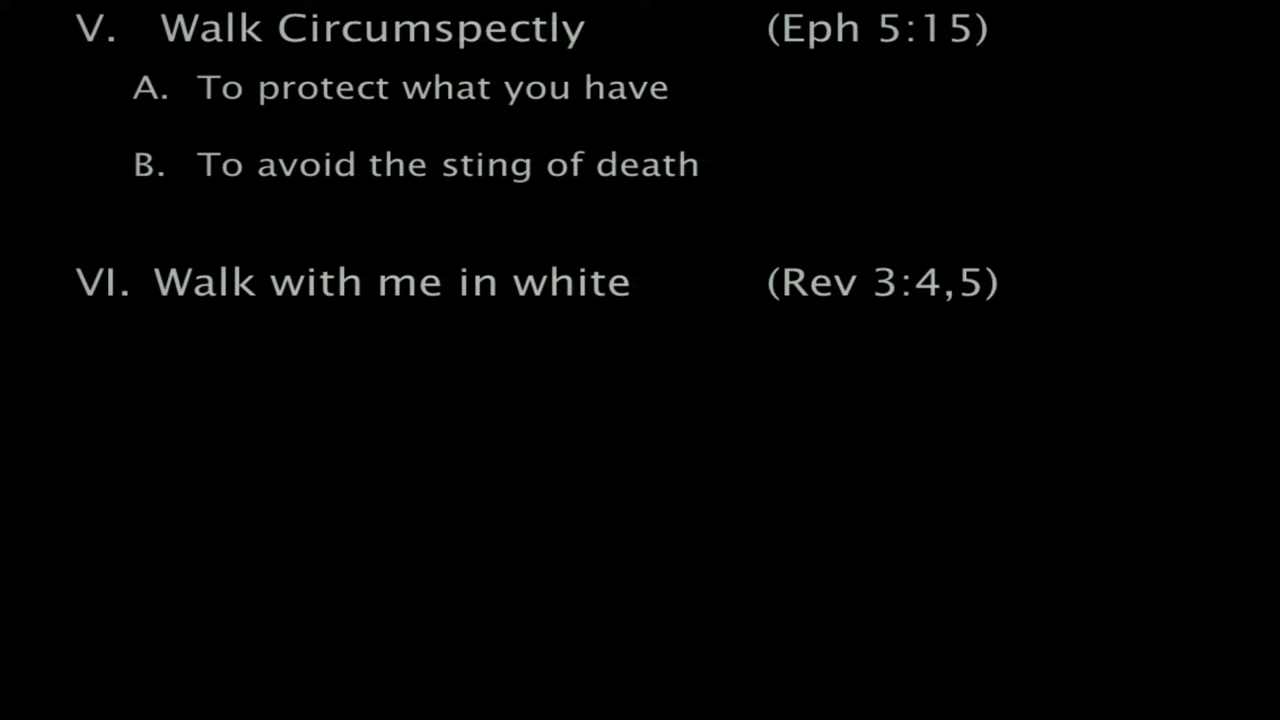 V. Walk Circumspectly (Eph 5:15)
A. To protect what you have
B. To avoid the sting of death
VI. Walk with me in white (Rev 3:4,5)